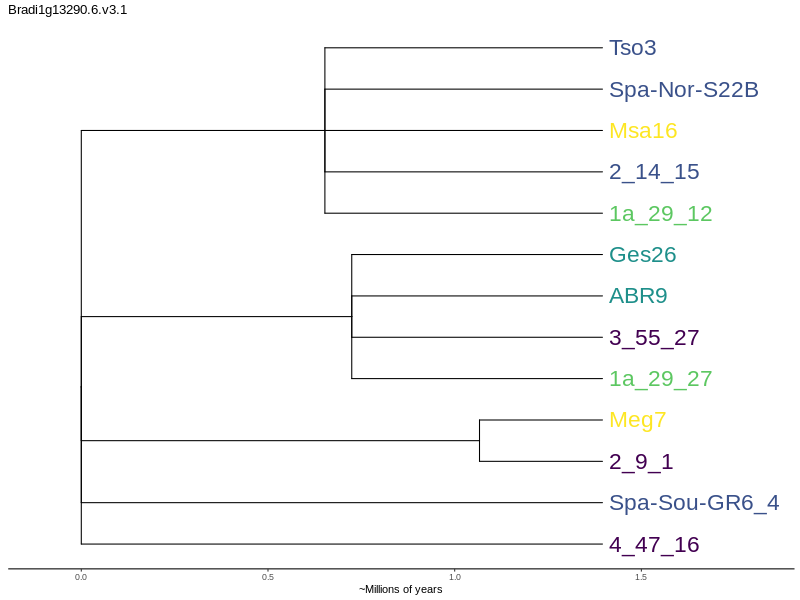 Bradi1g13290.6.v3.1
Tso3
Spa-Nor-S22B
Msa16
2_14_15
1a_29_12
Ges26
ABR9
3_55_27
1a_29_27
Meg7
2_9_1
Spa-Sou-GR6_4
4_47_16
0.0 0.5 1.0 1.5
~Millions of years